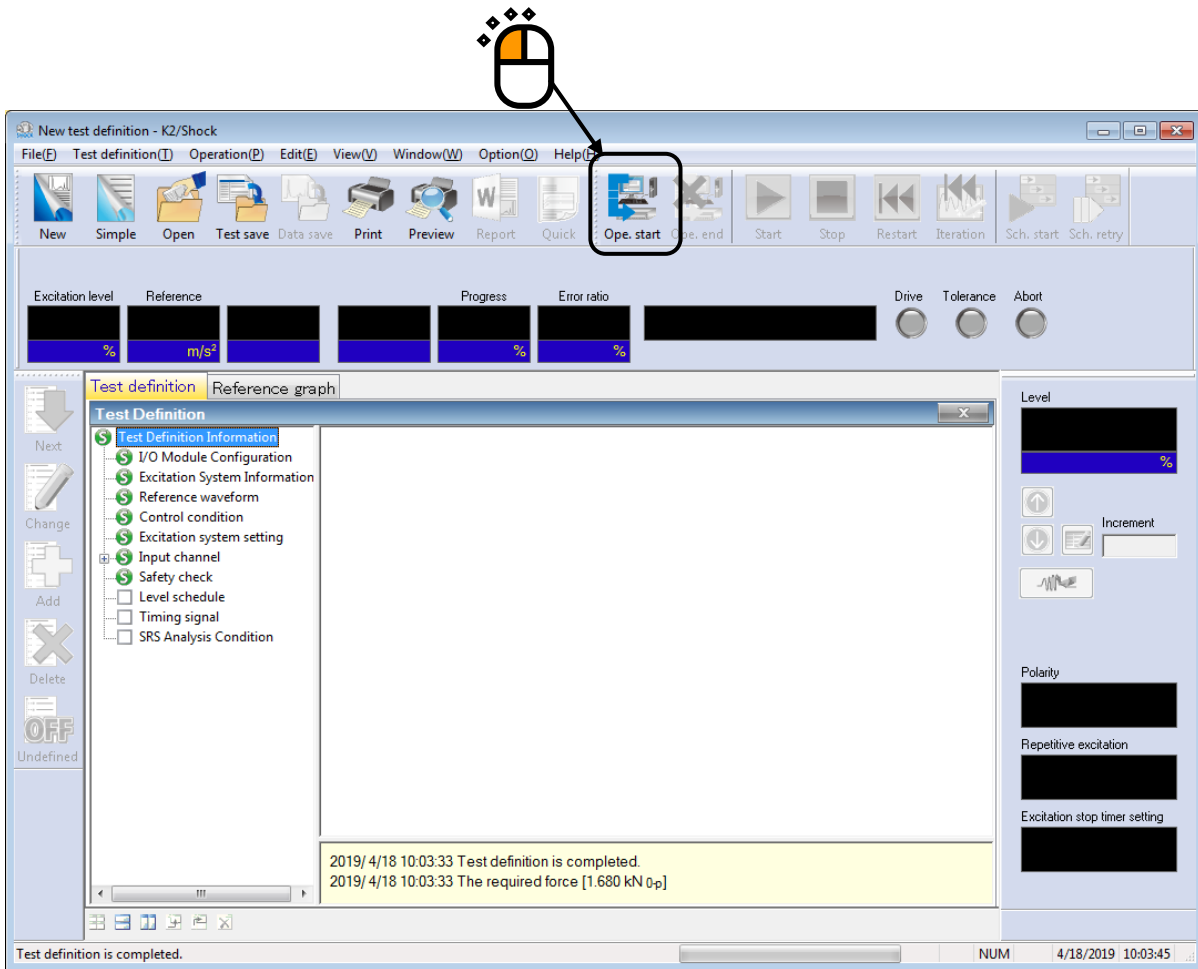 New test definition - K2/Shock
File(F) Test definition(T) Operation(P) Edit(E) View(V) Window(W) Option(O) Help(H
New Simple Open Test save Data save Print Preview Report Quick Ope. start Ope. end Start Stop Restart Iteration Sch. start Sch. retry
Excitation level Reference Progress Error ratio Drive Tolerance Abort
% m/s² % %
Test definition Reference graph
Test Definition
Test Definition Information
I/O Module Configuration
Excitation System Information
Reference waveform
Control condition
Excitation system setting
Input channel
Safety check
Level schedule
Timing signal
SRS Analysis Condition
Next
Change
Add
Delete
OFF
Undefined
2019/ 4/18 10:03:33 Test definition is completed.
2019/ 4/18 10:03:33 The required force [1.680 kN 0-p]
Level
%
Increment
Polarity
Repetitive excitation
Excitation stop timer setting
Test definition is completed. NUM 4/18/2019 10:03:45